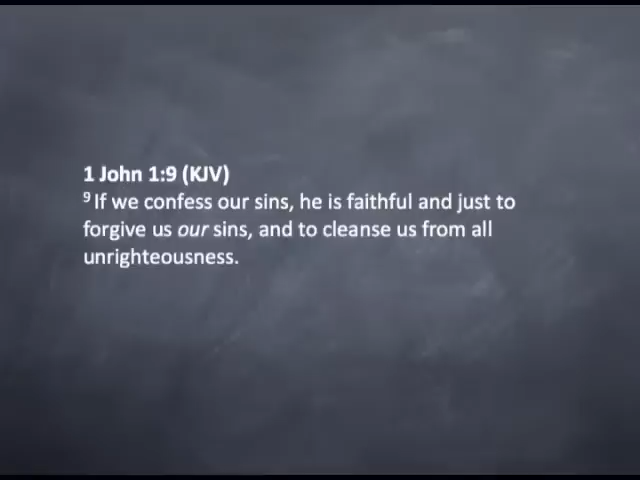 1 John 1:9 (KJV)
9 If we confess our sins, he is faithful and just to
forgive us our sins, and to cleanse us from all
unrighteousness.